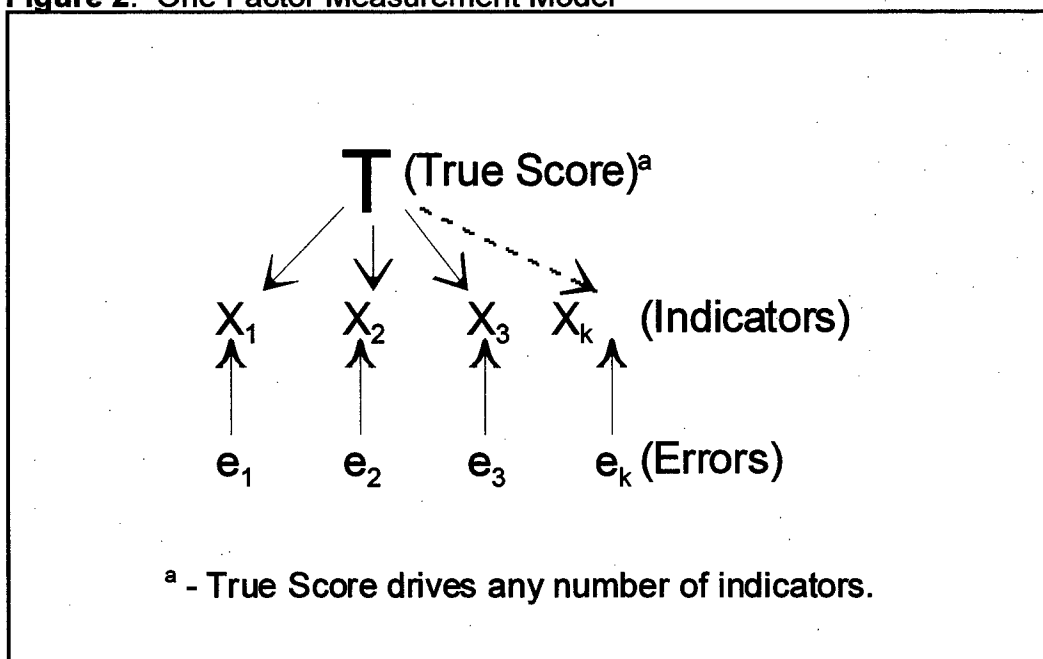 Figure 2. One Factor Measurement Model
T (True Score)ᵃ
X₁ X₂ X₃ Xₖ (Indicators)
e₁ e₂ e₃ eₖ (Errors)
ᵃ - True Score drives any number of indicators.